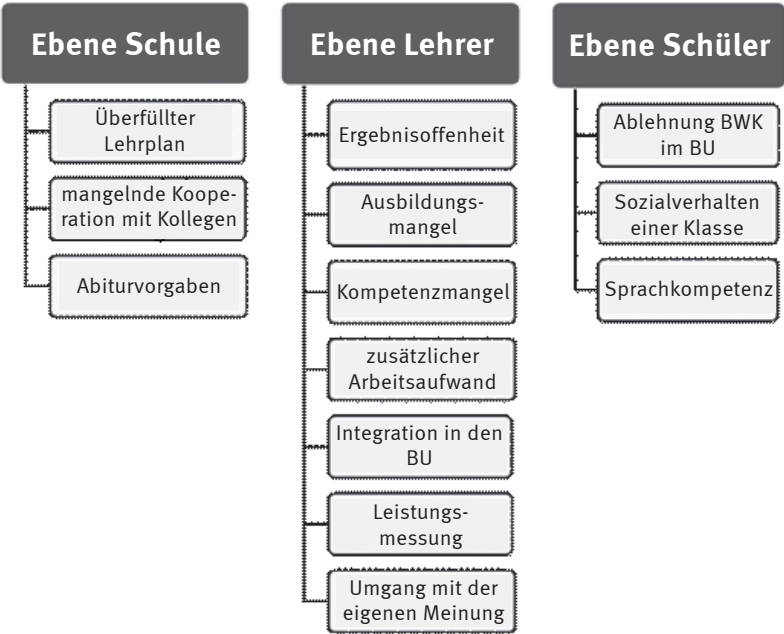 Ebene Schule
Überfüllter
Lehrplan
mangelnde Koope-
ration mit Kollegen
Abiturvorgaben
Ebene Lehrer
Ergebnisoffenheit
Ausbildungs-
mangel
Kompetenzmangel
zusätzlicher
Arbeitsaufwand
Integration in den
BU
Leistungs-
messung
Umgang mit der
eigenen Meinung
Ebene Schüler
Ablehnung BWK
im BU
Sozialverhalten
einer Klasse
Sprachkompetenz